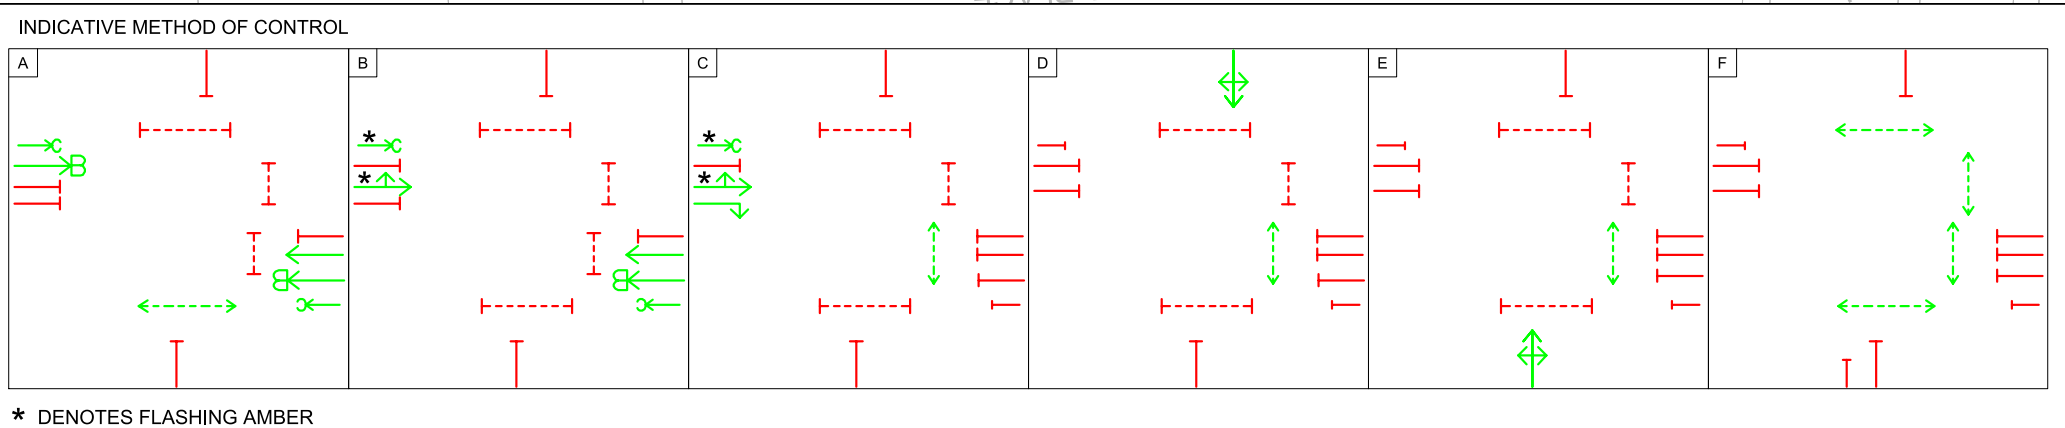 INDICATIVE METHOD OF CONTROL
A B C D E F
C * C * C
B
* *
B B
C C
* DENOTES FLASHING AMBER